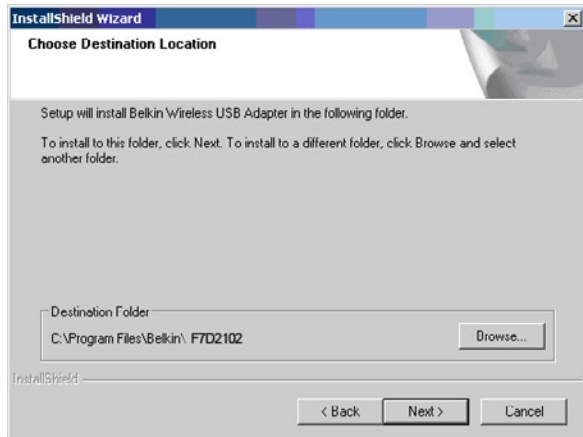 InstallShield Wizard
Choose Destination Location
Setup will install Belkin Wireless USB Adapter in the following folder.
To install to this folder, click Next. To install to a different folder, click Browse and select
another folder.
Destination Folder
C:\Program Files\Belkin\ F7D2102
Browse...
InstallShield
< Back
Next >
Cancel